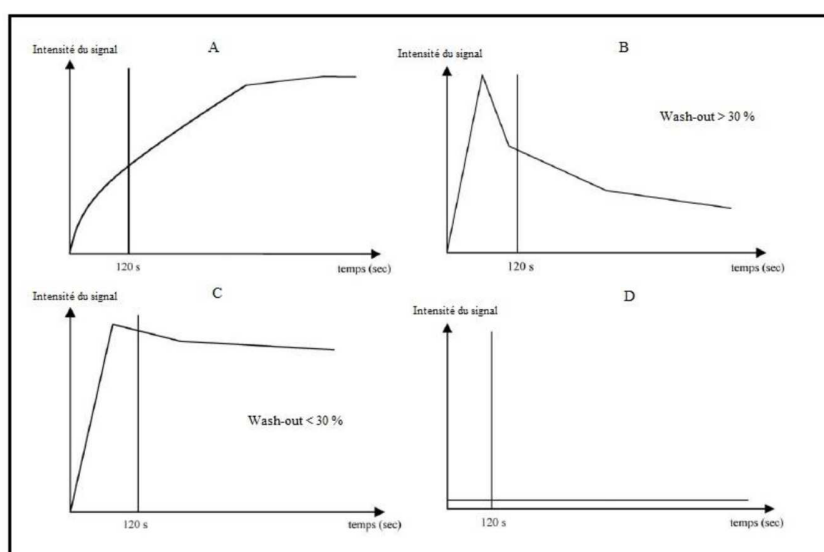 A
Intensité du signal
120 s
temps (sec)
B
Intensité du signal
Wash-out > 30 %
120 s
temps (sec)
C
Intensité du signal
Wash-out < 30 %
120 s
temps (sec)
D
Intensité du signal
120 s
temps (sec)